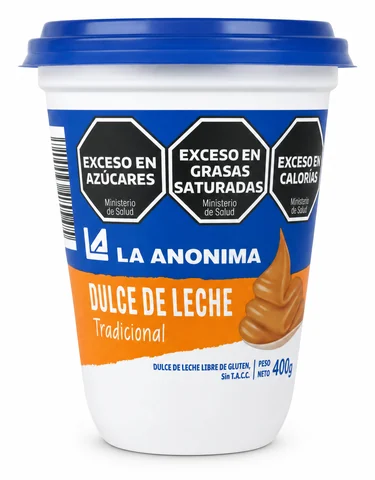 EXCESO EN
AZÚCARES
Ministerio
de Salud
EXCESO EN
GRASAS
SATURADAS
Ministerio
de Salud
EXCESO EN
CALORÍAS
Ministerio
de Salud
LA ANONIMA
DULCE DE LECHE
Tradicional
DULCE DE LECHE LIBRE DE GLUTEN,
Sin T.A.C.C.
PESO
NETO
400g